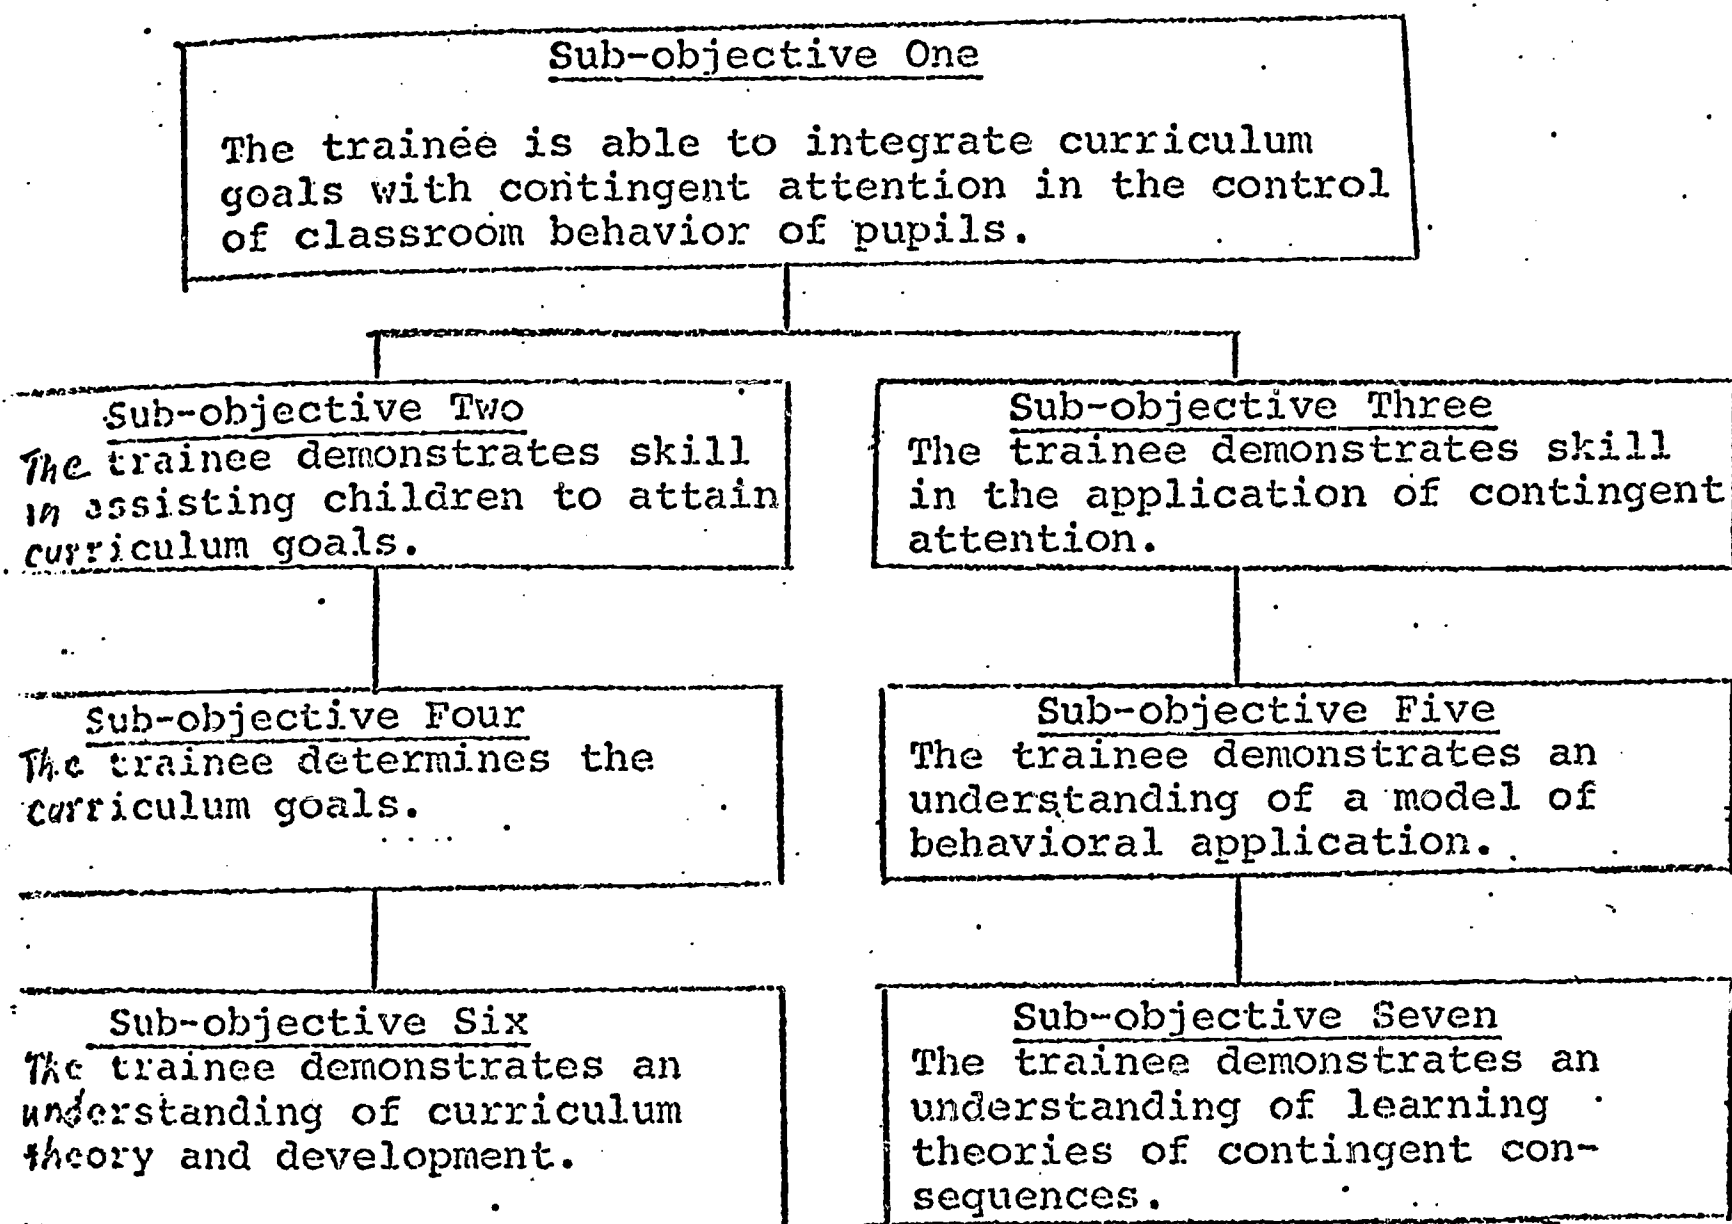 Sub-objective One
The trainee is able to integrate curriculum
goals with contingent attention in the control
of classroom behavior of pupils.
Sub-objective Two
The trainee demonstrates skill
in assisting children to attain
curriculum goals.
Sub-objective Three
The trainee demonstrates skill
in the application of contingent
attention.
Sub-objective Four
The trainee determines the
curriculum goals.
Sub-objective Five
The trainee demonstrates an
understanding of a model of
behavioral application.
Sub-objective Six
The trainee demonstrates an
understanding of curriculum
theory and development.
Sub-objective Seven
The trainee demonstrates an
understanding of learning
theories of contingent con-
sequences.